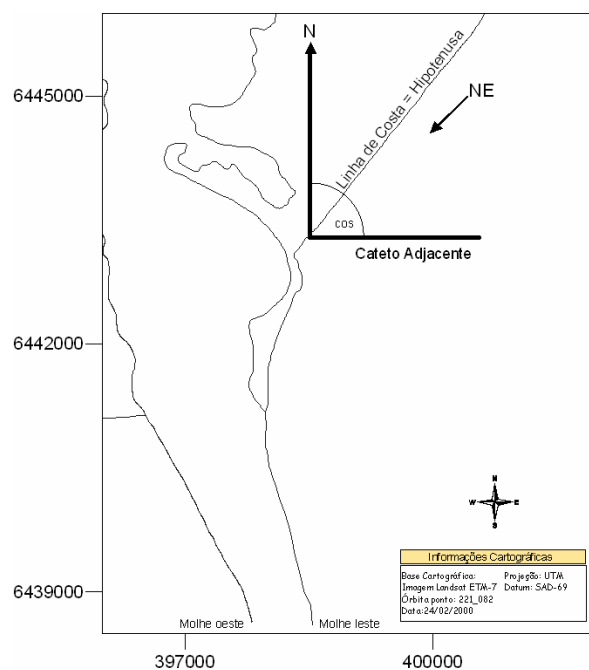 N
Linha de Costa = Hipotenusa
NE
cos
Cateto Adjacente
6445000
6442000
6439000
N
W E
S
Informações Cartográficas
Base Cartográfica: Projeção: UTM
Imagem Landsat ETM-7 Datum: SAD-69
Órbita ponto: 221_082
Data:24/02/2000
Molhe oeste Molhe leste
397000 400000